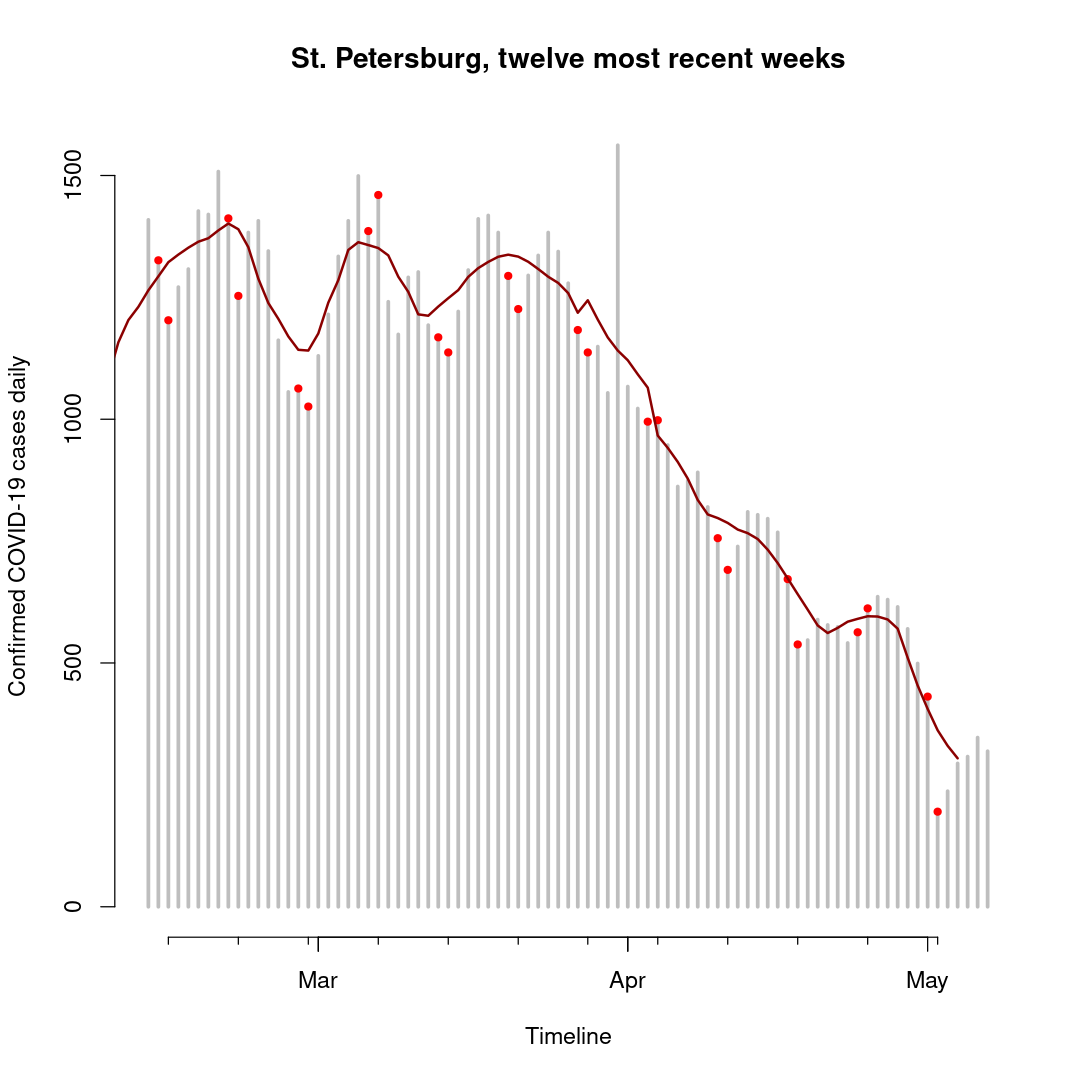 St. Petersburg, twelve most recent weeks
Confirmed COVID-19 cases daily
1500
1000
500
0
Mar Apr May
Timeline